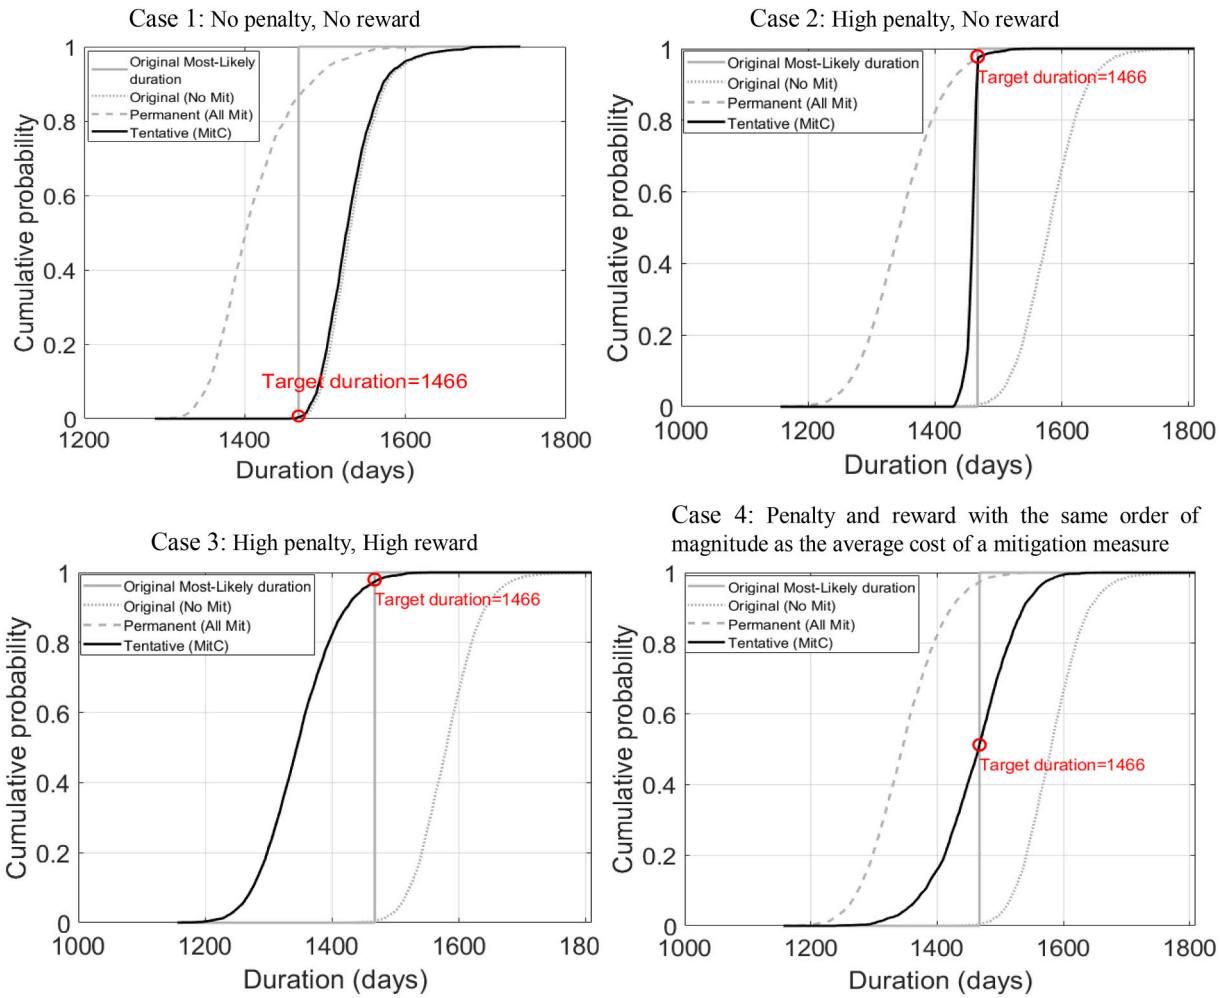 Case 1: No penalty, No reward
1
0.8
0.6
0.4
0.2
0
Cumulative probability
Original Most-Likely
duration
Original (No Mit)
Permanent (All Mit)
Tentative (MitC)
Target duration=1466
1200
1400
1600
1800
Duration (days)
Case 2: High penalty, No reward
1
0.8
0.6
0.4
0.2
0
Cumulative probability
Original Most-Likely duration
Original (No Mit)
Permanent (All Mit)
Tentative (MitC)
Target duration=1466
1000
1200
1400
1600
1800
Duration (days)
Case 3: High penalty, High reward
1
0.8
0.6
0.4
0.2
0
Cumulative probability
Original Most-Likely duration
Original (No Mit)
Permanent (All Mit)
Tentative (MitC)
Target duration=1466
1000
1200
1400
1600
180
Duration (days)
Case 4: Penalty and reward with the same order of
magnitude as the average cost of a mitigation measure
1
0.8
0.6
0.4
0.2
0
Cumulative probability
Original Most-Likely duration
Original (No Mit)
Permanent (All Mit)
Tentative (MitC)
Target duration=1466
1000
1200
1400
1600
1800
Duration (days)